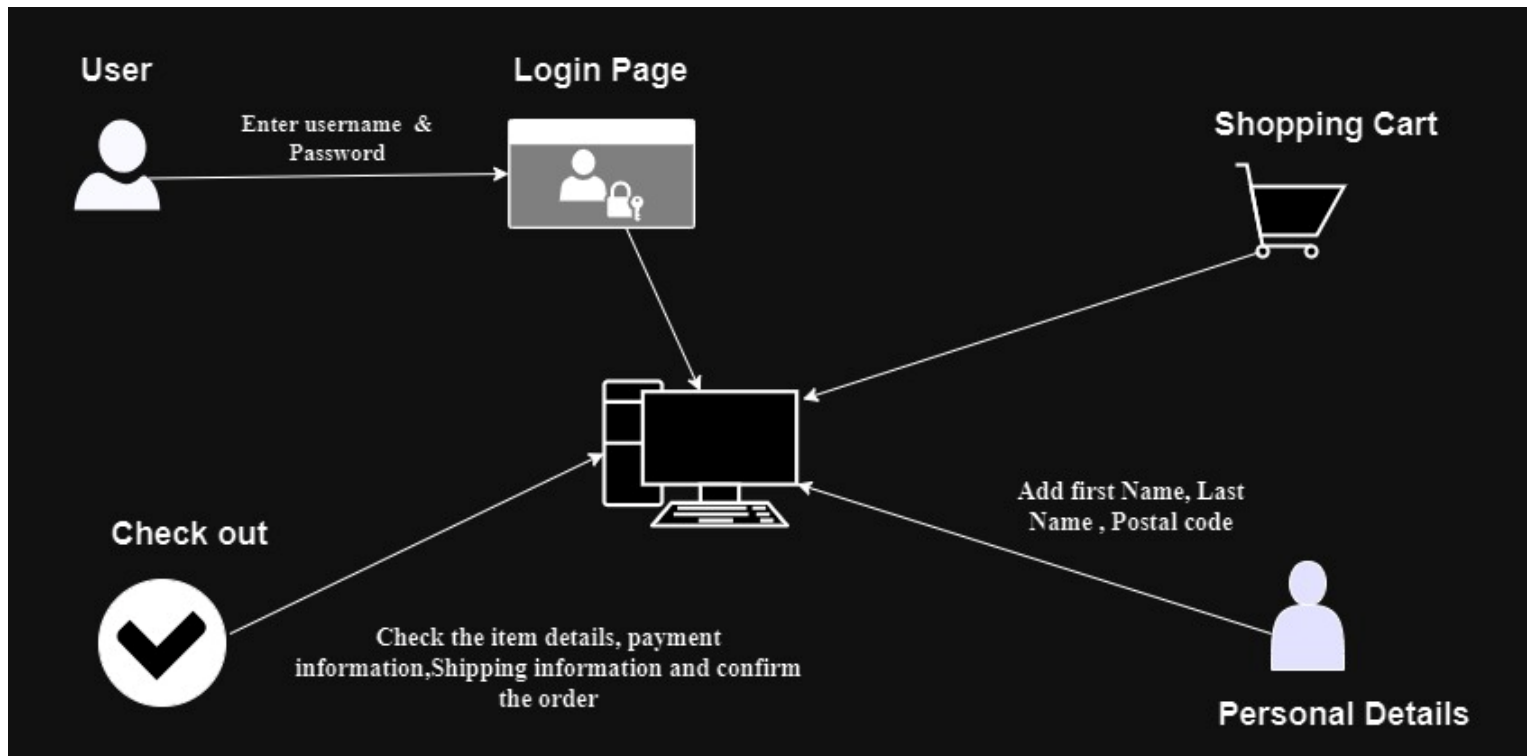 User
Login Page
Enter username &
Password
Shopping Cart
Add first Name, Last
Name , Postal code
Check out
Check the item details, payment
information,Shipping information and confirm
the order
Personal Details